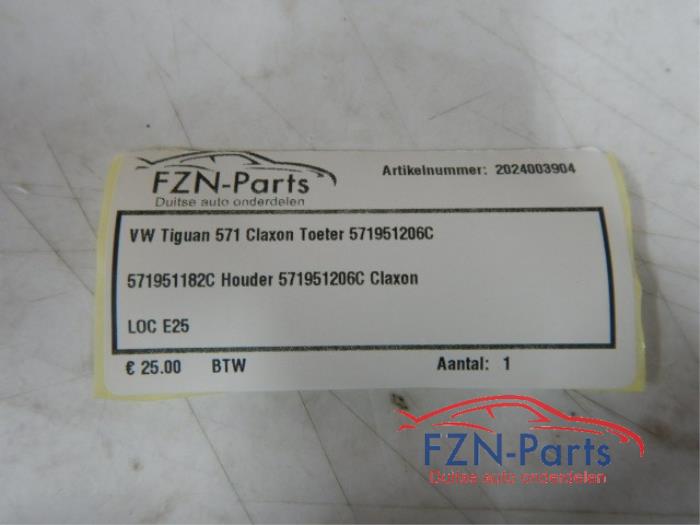 FZN-Parts
Duitse auto onderdelen
Artikelnummer: 2024003904
VW Tiguan 571 Claxon Toeter 571951206C
571951182C Houder 571951206C Claxon
LOC E25
€ 25.00 BTW Aantal: 1
FZN-Parts
Duitse auto onderdelen